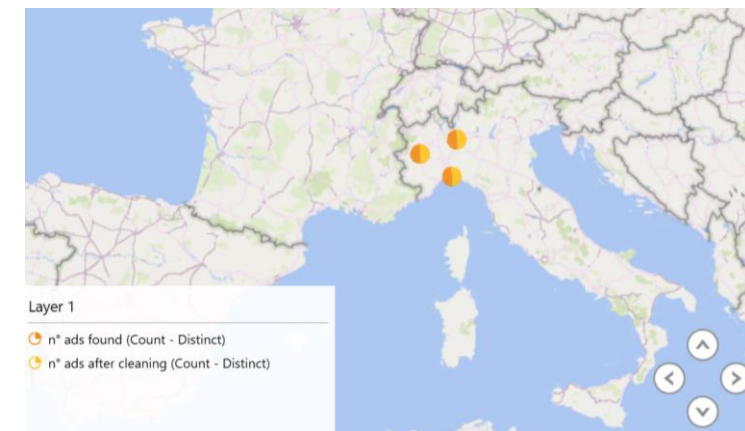 Layer 1
n° ads found (Count - Distinct)
n° ads after cleaning (Count - Distinct)